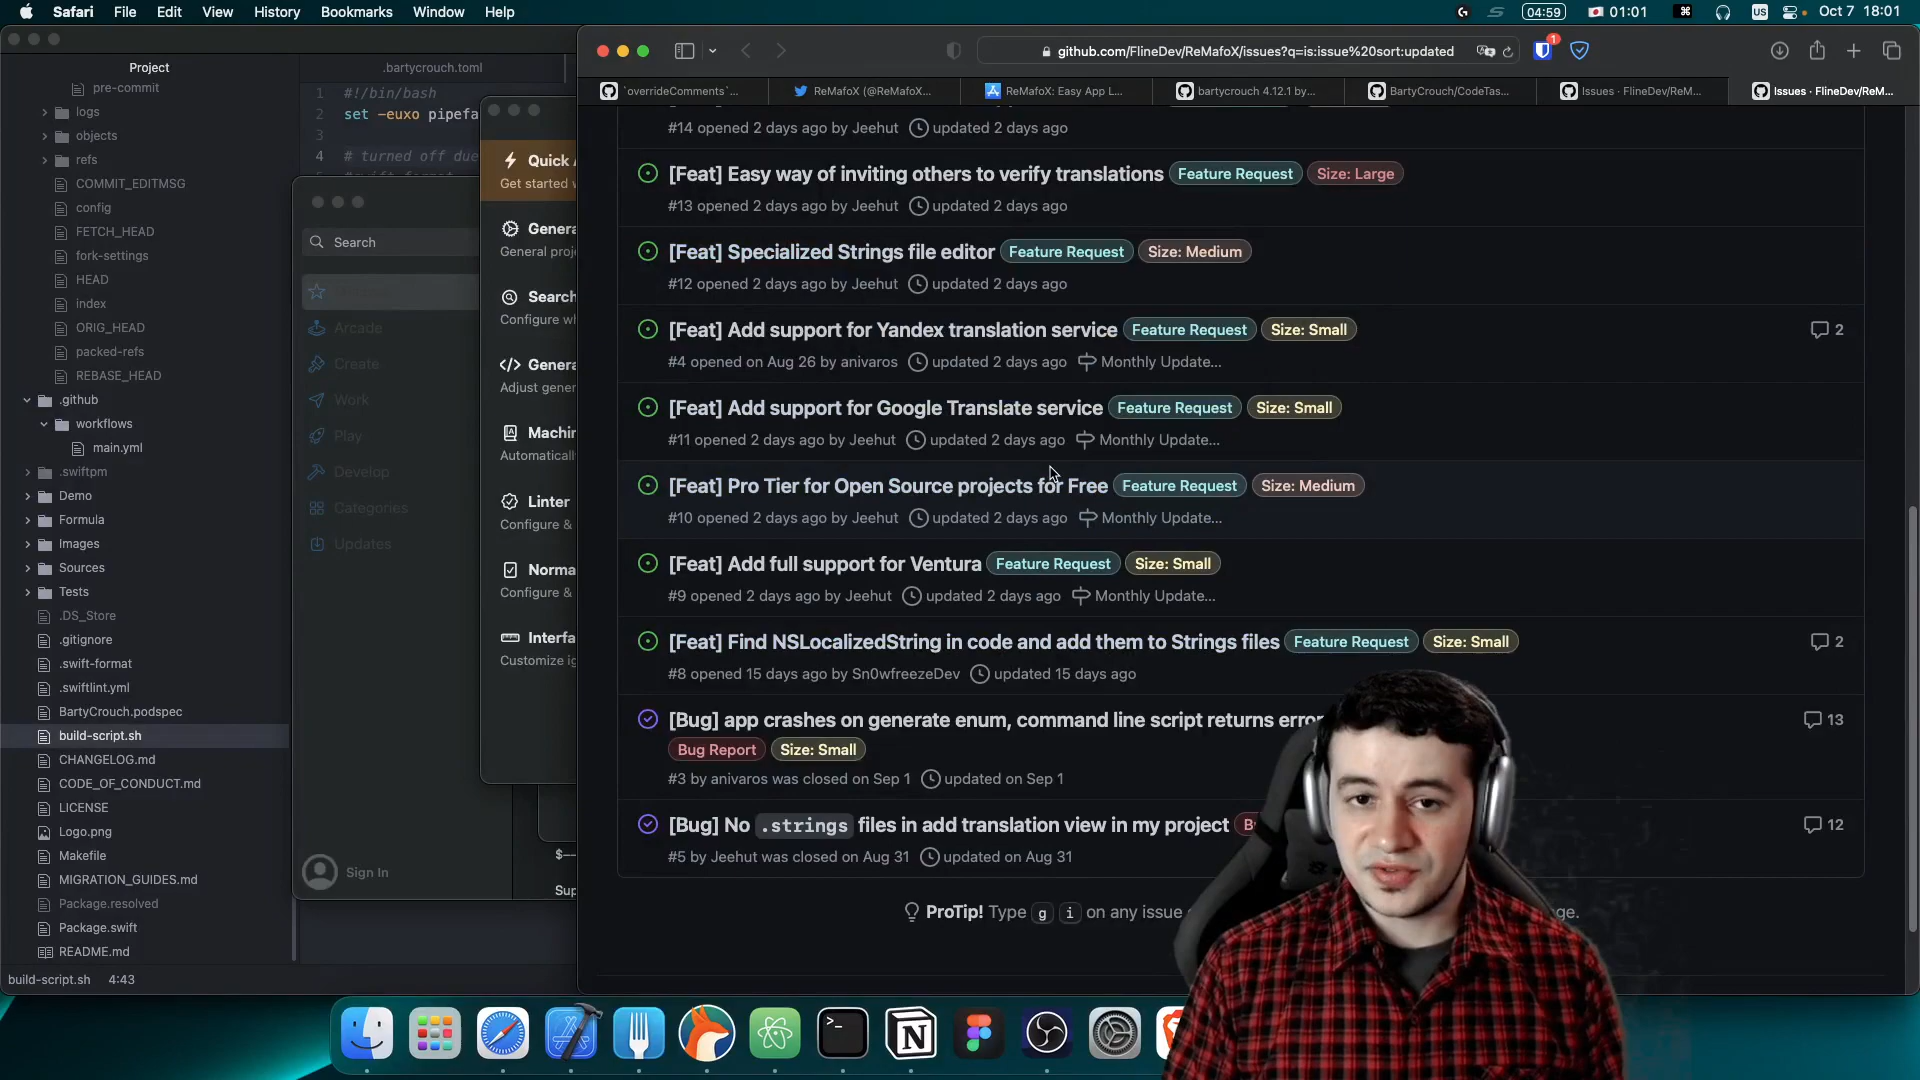 Safari File Edit View History Bookmarks Window Help
04:59
01:01
US
Oct 7 18:01
Project
pre-commit
logs
objects
refs
COMMIT_EDITMSG
config
FETCH_HEAD
fork-settings
HEAD
index
ORIG_HEAD
packed-refs
REBASE_HEAD
.github
workflows
main.yml
.swiftpm
Demo
Formula
Images
Sources
Tests
.DS_Store
.gitignore
.swift-format
.swiftlint.yml
BartyCrouch.podspec
build-script.sh
CHANGELOG.md
CODE_OF_CONDUCT.md
LICENSE
Logo.png
Makefile
MIGRATION_GUIDES.md
Package.resolved
Package.swift
README.md
build-script.sh 4:43
.bartycrouch.toml
1 #!/bin/bash
2 set -euxo pipefa
3
4 # turned off due
Search
Arcade
Create
Work
Play
Develop
Categories
Updates
Sign In
Quick A
Get started w
Genera
General proj
Search
Configure wh
Genera
Adjust gener
Machin
Automaticall
Linter
Configure &
Norma
Configure &
Interfa
Customize ig
$—
Sup
github.com/FlineDev/ReMafoX/issues?q=is:issue%20sort:updated
1
`overrideComments`...
ReMafoX (@ReMafoX...
ReMafoX: Easy App L...
bartycrouch 4.12.1 by...
BartyCrouch/CodeTas...
Issues · FlineDev/ReM...
Issues · FlineDev/ReM...
#14 opened 2 days ago by Jeehut updated 2 days ago
[Feat] Easy way of inviting others to verify translations Feature Request Size: Large
#13 opened 2 days ago by Jeehut updated 2 days ago
[Feat] Specialized Strings file editor Feature Request Size: Medium
#12 opened 2 days ago by Jeehut updated 2 days ago
[Feat] Add support for Yandex translation service Feature Request Size: Small 2
#4 opened on Aug 26 by anivaros updated 2 days ago Monthly Update...
[Feat] Add support for Google Translate service Feature Request Size: Small
#11 opened 2 days ago by Jeehut updated 2 days ago Monthly Update...
[Feat] Pro Tier for Open Source projects for Free Feature Request Size: Medium
#10 opened 2 days ago by Jeehut updated 2 days ago Monthly Update...
[Feat] Add full support for Ventura Feature Request Size: Small
#9 opened 2 days ago by Jeehut updated 2 days ago Monthly Update...
[Feat] Find NSLocalizedString in code and add them to Strings files Feature Request Size: Small 2
#8 opened 15 days ago by Sn0wfreezeDev updated 15 days ago
[Bug] app crashes on generate enum, command line script returns error 13
Bug Report Size: Small
#3 by anivaros was closed on Sep 1 updated on Sep 1
[Bug] No .strings files in add translation view in my project B 12
#5 by Jeehut was closed on Aug 31 updated on Aug 31
ProTip! Type g i on any issue ge.